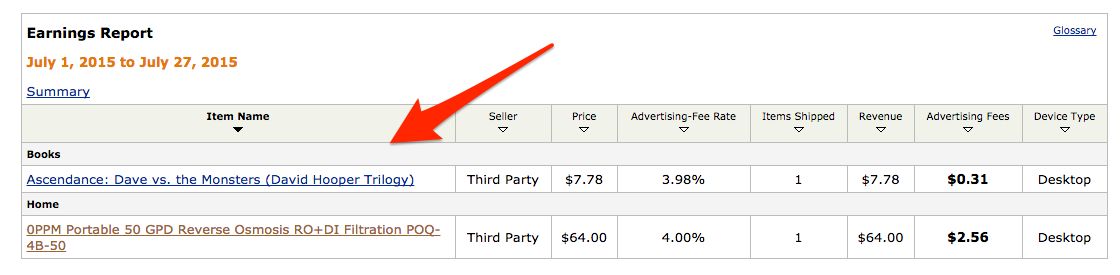 Earnings Report
Glossary
July 1, 2015 to July 27, 2015
Summary
Item Name Seller Price Advertising-Fee Rate Items Shipped Revenue Advertising Fees Device Type
Books
Ascendance: Dave vs. the Monsters (David Hooper Trilogy) Third Party $7.78 3.98% 1 $7.78 $0.31 Desktop
Home
0PPM Portable 50 GPD Reverse Osmosis RO+DI Filtration POQ-
4B-50 Third Party $64.00 4.00% 1 $64.00 $2.56 Desktop